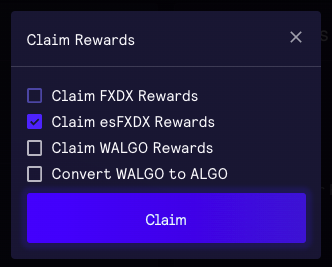 Claim Rewards
Claim FXDX Rewards
Claim esFXDX Rewards
Claim WALGO Rewards
Convert WALGO to ALGO
Claim